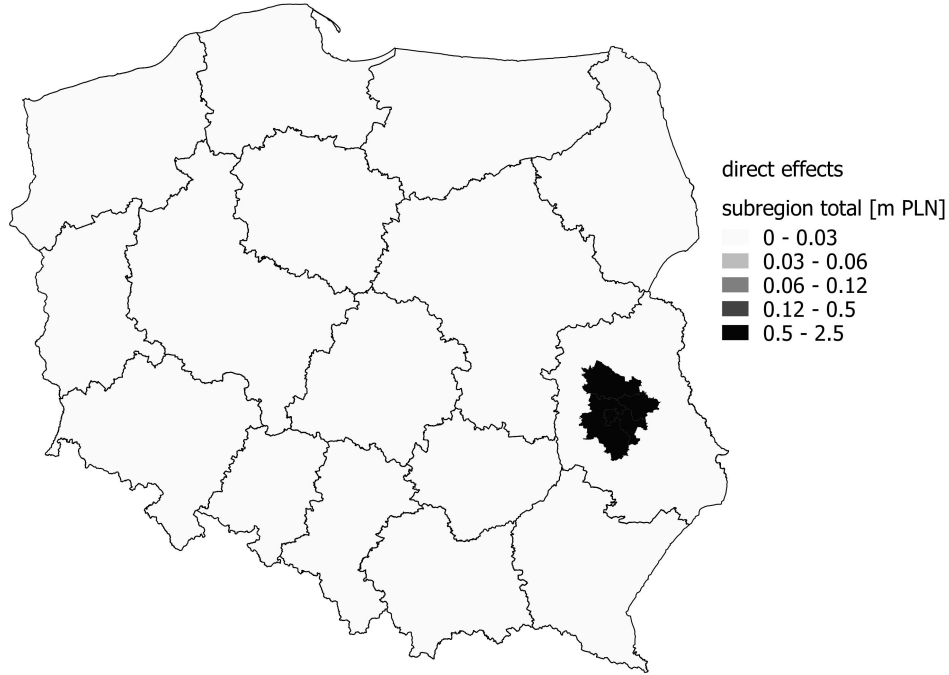 direct effects
subregion total [m PLN]
0 - 0.03
0.03 - 0.06
0.06 - 0.12
0.12 - 0.5
0.5 - 2.5